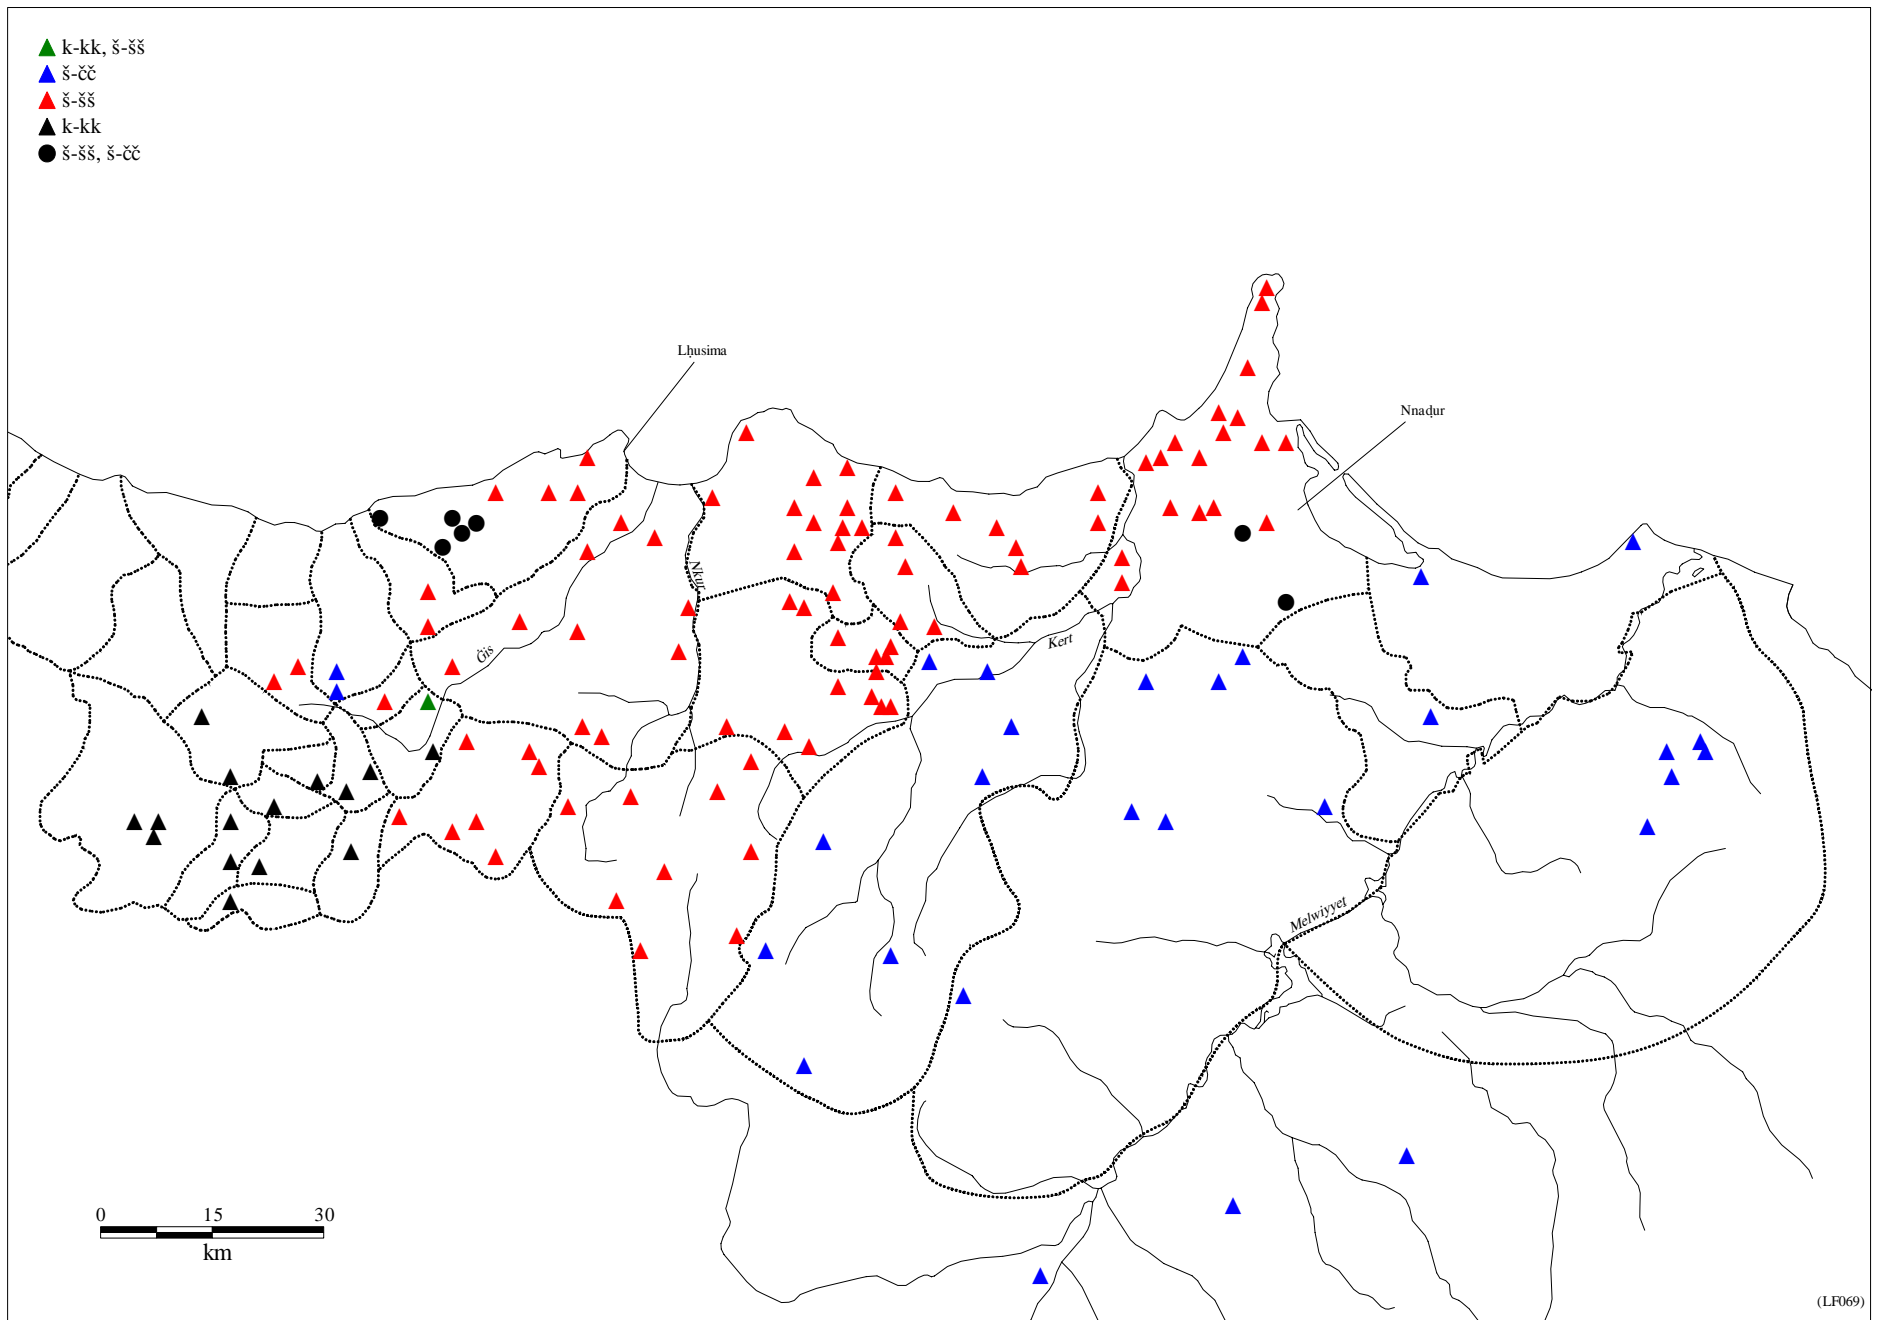 k-kk, š-šš
š-čč
š-šš
k-kk
š-šš, š-čč
Lḥusima
Nnaḍur
Nkur
Ġis
Kert
Melwiyyet
0 15 30
km
(LF069)